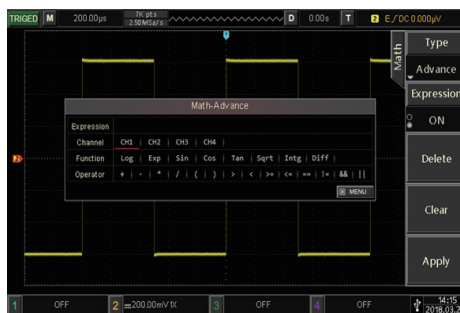 TRIGED M 200.00μs 7K pts 2.50MSa/s D 0.00s T 2 E/DC 0.000μV
Math
Type
Advance
Expression
ON
Delete
Clear
Apply
Math-Advance
Expression
Channel CH1 | CH2 | CH3 | CH4 |
Function Log | Exp | Sin | Cos | Tan | Sqrt | Intg | Diff |
Operator + | - | * | / | ( | ) | > | < | >= | <= | == | != | && | ||
MENU
2
1 OFF 2 200.00mV 1X 3 OFF 4 OFF
14:15